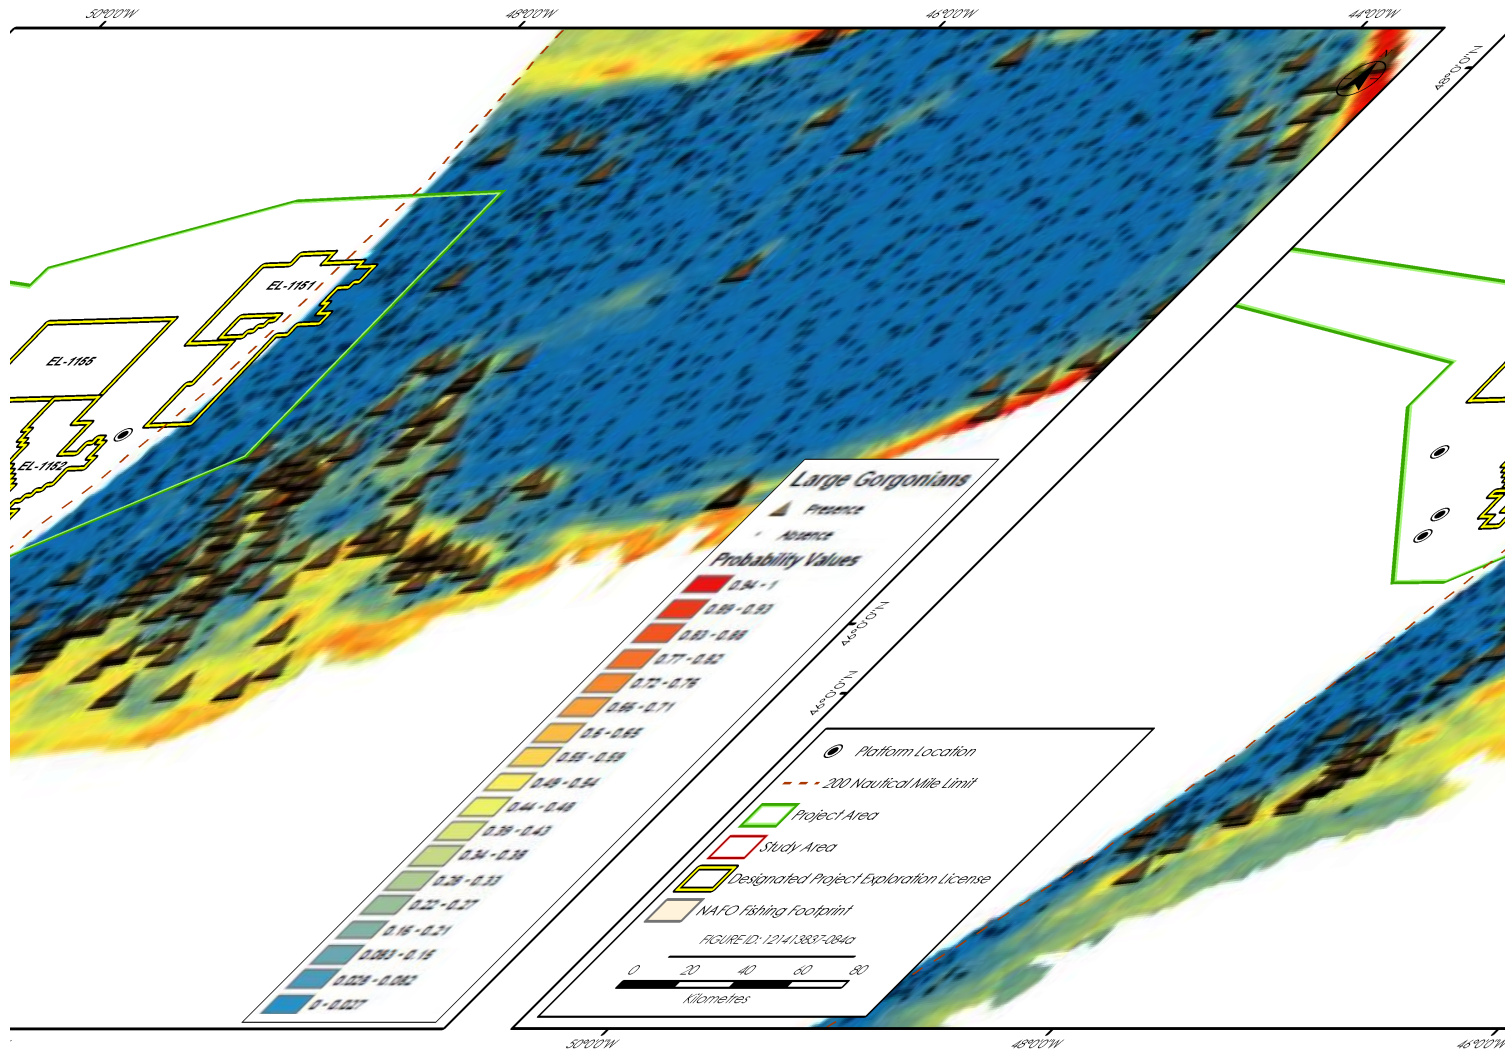 50°0'0"W
48°0'0"W
46°0'0"W
44°0'0"W
48°0'0"N
N
EL-1151
EL-1155
EL-1152
Large Gorgonians
Presence
Absence
Probability Values
0.94 - 1
0.89 - 0.93
0.83 - 0.88
0.77 - 0.82
0.72 - 0.76
0.66 - 0.71
0.6 - 0.65
0.55 - 0.59
0.49 - 0.54
0.44 - 0.48
0.39 - 0.43
0.34 - 0.38
0.28 - 0.33
0.22 - 0.27
0.16 - 0.21
0.083 - 0.15
0.028 - 0.082
0 - 0.027
46°0'0"N
46°0'0"N
Platform Location
200 Nautical Mile Limit
Project Area
Study Area
Designated Project Exploration License
NAFO Fishing Footprint
FIGURE ID: 121413837-084a
0 20 40 60 80
Kilometres
50°0'0"W
48°0'0"W
46°0'0"W